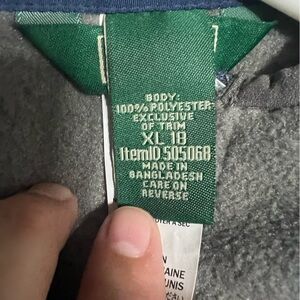 BODY:
100% POLYESTER
EXCLUSIVE
OF TRIM
XL 18
ItemID 505068
MADE IN
BANGLADESH
CARE ON
REVERSE